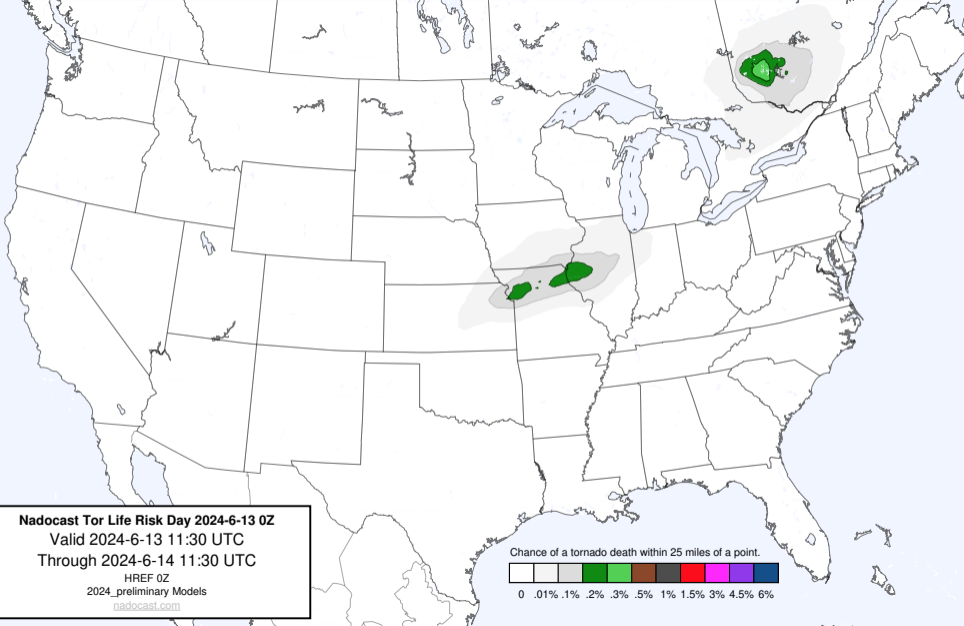 Nadocast Tor Life Risk Day 2024-6-13 0Z
Valid 2024-6-13 11:30 UTC
Through 2024-6-14 11:30 UTC
HREF 0Z
2024_preliminary Models
nadocast.com
Chance of a tornado death within 25 miles of a point.
0 .01% .1% .2% .3% .5% 1% 1.5% 3% 4.5% 6%